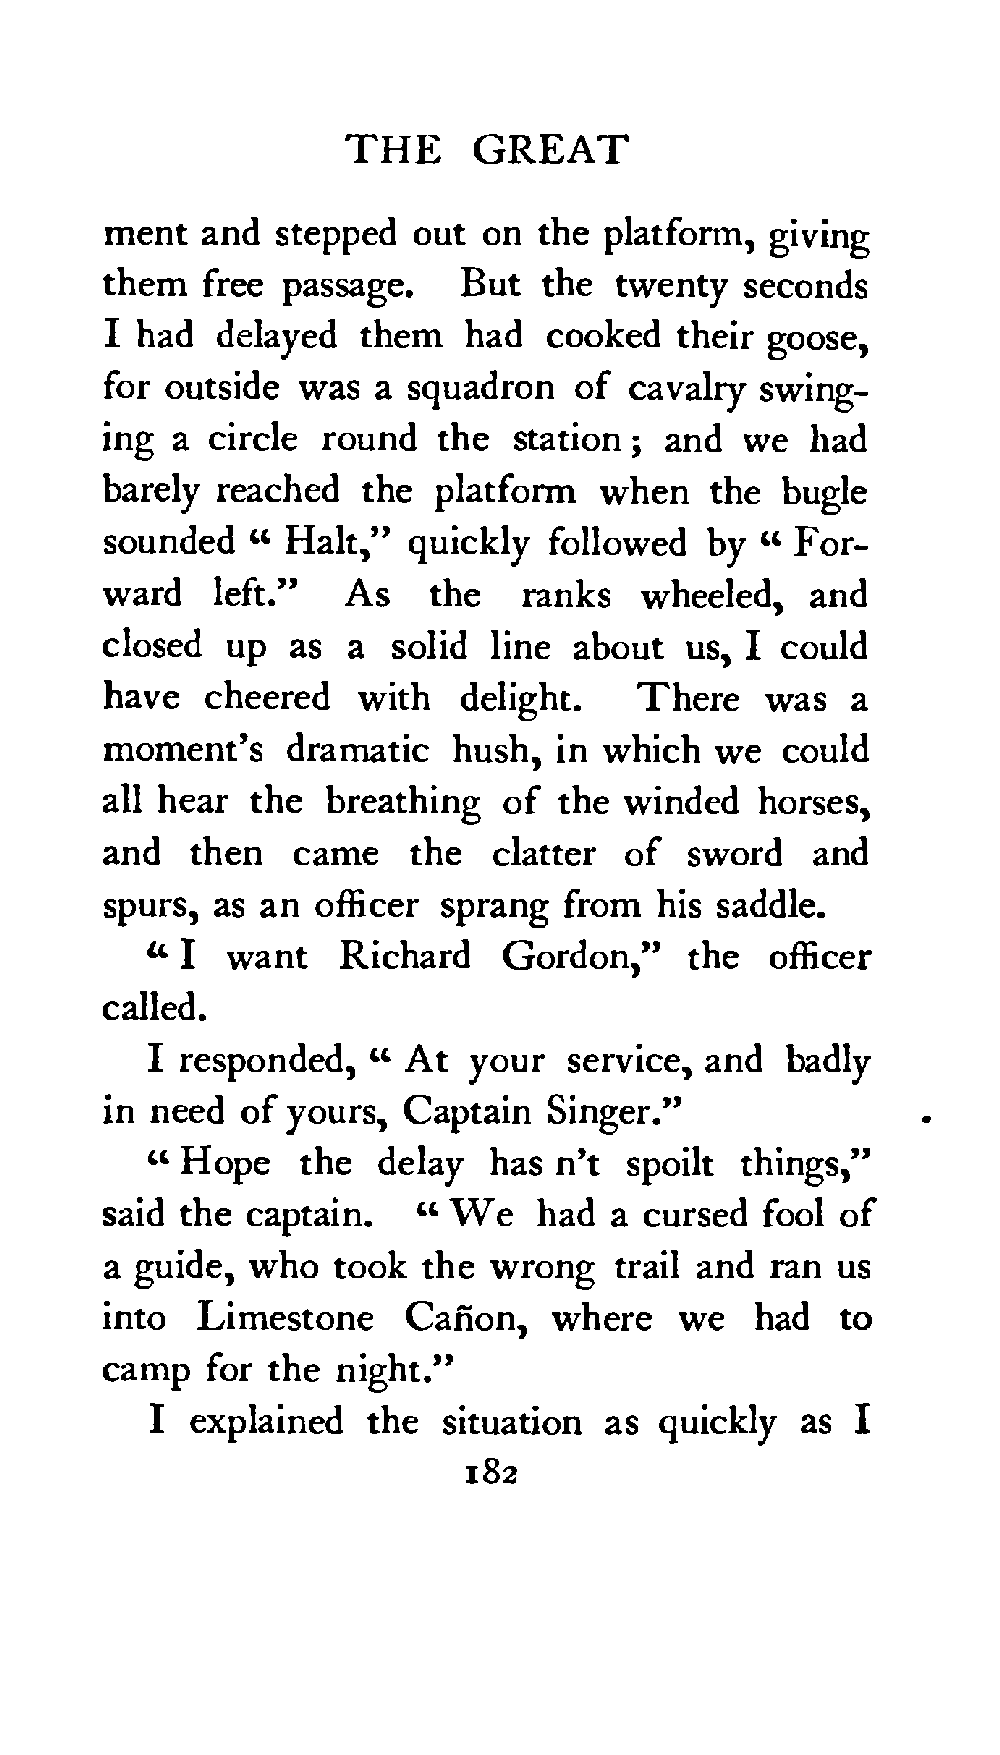 THE GREAT
ment and stepped out on the platform, giving
them free passage. But the twenty seconds
I had delayed them had cooked their goose,
for outside was a squadron of cavalry swing-
ing a circle round the station ; and we had
barely reached the platform when the bugle
sounded “ Halt,” quickly followed by “ For-
ward left.” As the ranks wheeled, and
closed up as a solid line about us, I could
have cheered with delight. There was a
moment’s dramatic hush, in which we could
all hear the breathing of the winded horses,
and then came the clatter of sword and
spurs, as an officer sprang from his saddle.
“ I want Richard Gordon,” the officer
called.
I responded, “ At your service, and badly
in need of yours, Captain Singer.”
“ Hope the delay has n’t spoilt things,”
said the captain. “ We had a cursed fool of
a guide, who took the wrong trail and ran us
into Limestone Cañon, where we had to
camp for the night.”
I explained the situation as quickly as I
182